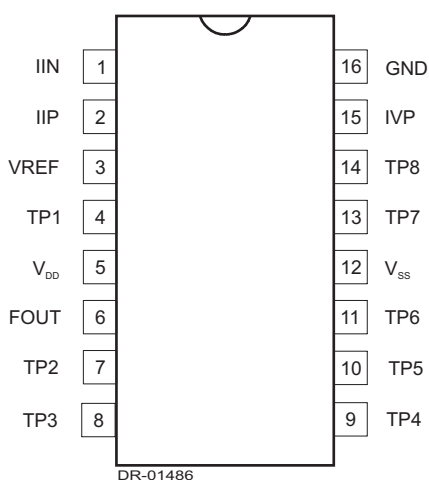 IIN 1 16 GND
IIP 2 15 IVP
VREF 3 14 TP8
TP1 4 13 TP7
VDD 5 12 VSS
FOUT 6 11 TP6
TP2 7 10 TP5
TP3 8 9 TP4
DR-01486